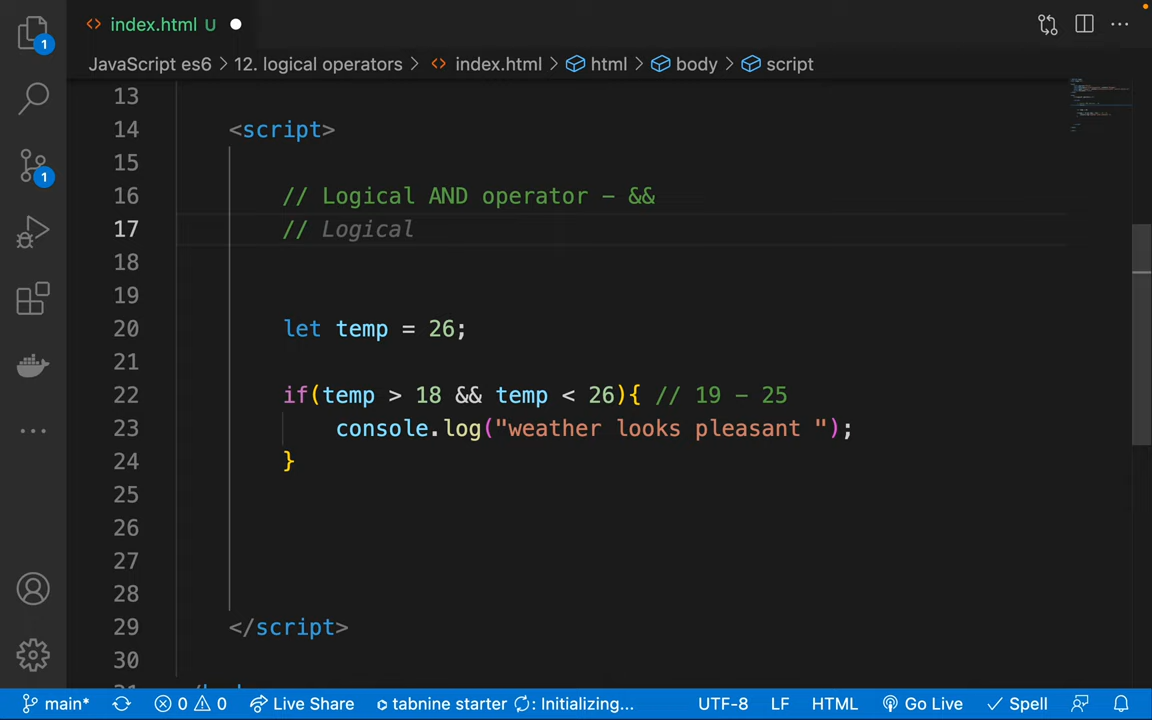 index.html U
JavaScript es6 > 12. logical operators > index.html > html > body > script
13
14 <script>
15
16 // Logical AND operator - &&
17 // Logical
18
19
20 let temp = 26;
21
22 if(temp > 18 && temp < 26){ // 19 - 25
23 console.log("weather looks pleasant ");
24 }
25
26
27
28
29 </script>
30
1
1
main* 0 0 Live Share tabnine starter : Initializing... UTF-8 LF HTML Go Live Spell